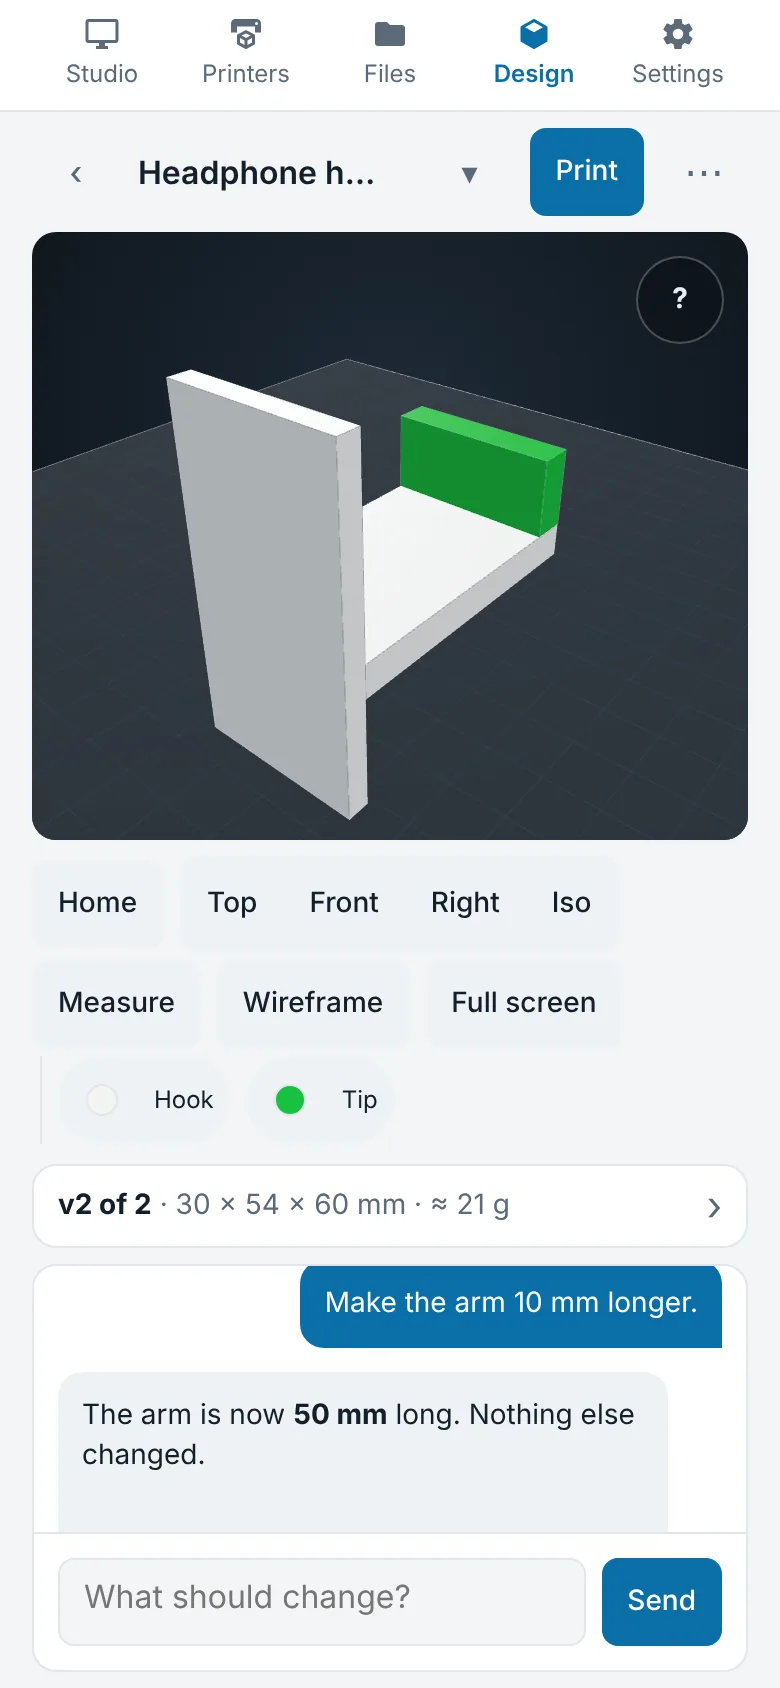 Studio Printers Files Design Settings
‹ Headphone h... ▼ Print ...
?
Home Top Front Right Iso
Measure Wireframe Full screen
Hook Tip
v2 of 2 · 30 × 54 × 60 mm · ≈ 21 g ›
Make the arm 10 mm longer.
The arm is now 50 mm long. Nothing else
changed.
What should change? Send